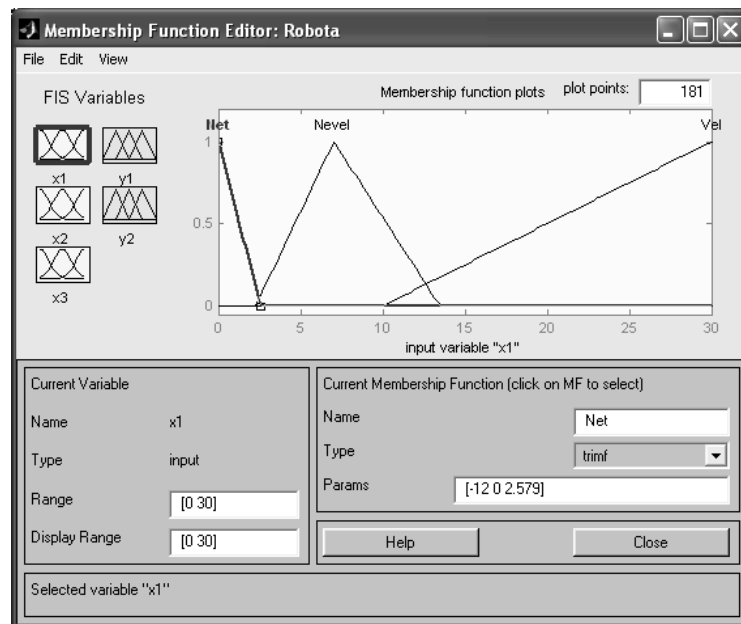 Membership Function Editor: Robota
File Edit View
FIS Variables
x1
y1
x2
y2
x3
Membership function plots
plot points:
181
Net
Nevel
Vel
1
0.5
0
0 5 10 15 20 25 30
input variable "x1"
Current Variable
Name x1
Type input
Range [0 30]
Display Range [0 30]
Current Membership Function (click on MF to select)
Name Net
Type trimf
Params [-12 0 2.579]
Help
Close
Selected variable "x1"